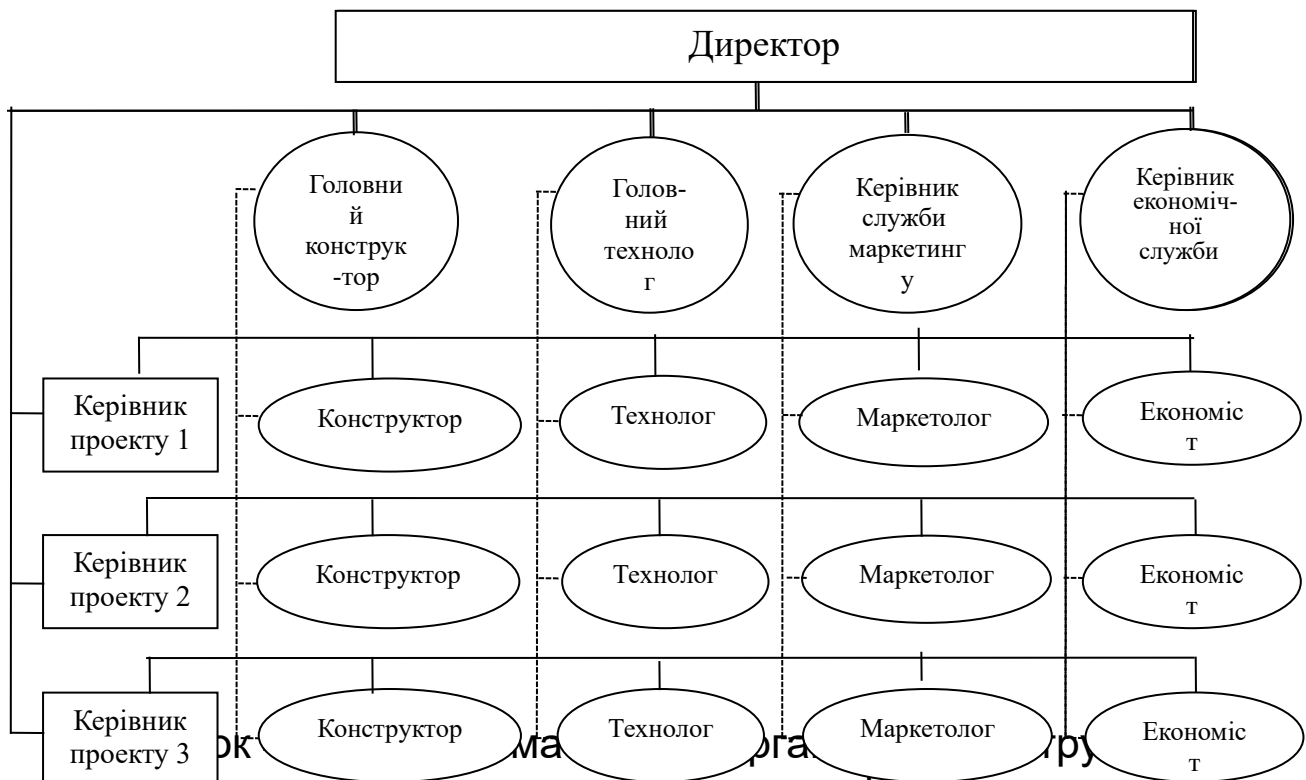 Директор
Головни
й
конструк
-тор
Голов-
ний
техноло
г
Керівник
служби
маркетинг
у
Керівник
економіч-
ної
служби
Керівник
проекту 1
Конструктор
Технолог
Маркетолог
Економіс
т
Керівник
проекту 2
Конструктор
Технолог
Маркетолог
Економіс
т
Керівник
проекту 3
Конструктор
Технолог
Маркетолог
Економіс
т